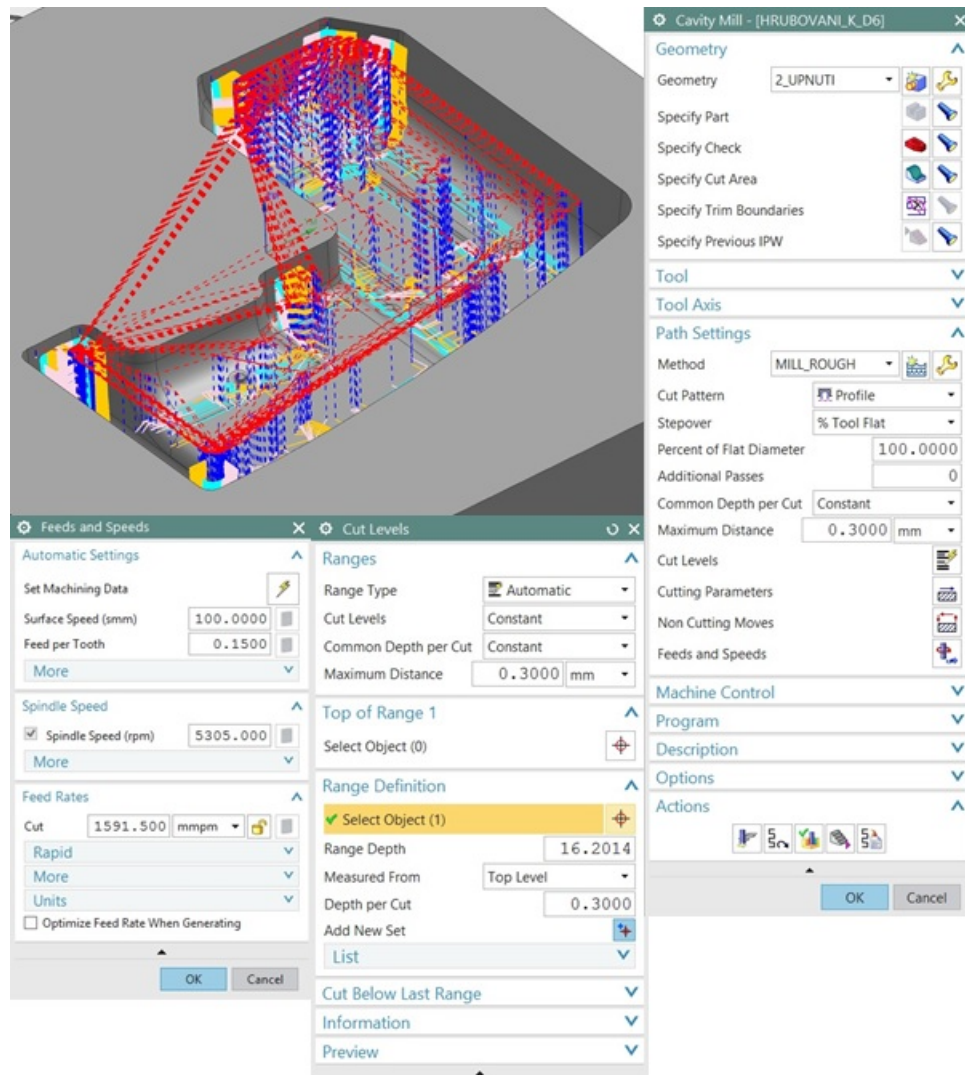 Cavity Mill - [HRUBOVANI_K_D6]
Geometry
Geometry 2_UPNUTI
Specify Part
Specify Check
Specify Cut Area
Specify Trim Boundaries
Specify Previous IPW
Tool
Tool Axis
Path Settings
Method MILL_ROUGH
Cut Pattern Profile
Stepover % Tool Flat
Percent of Flat Diameter 100.0000
Additional Passes 0
Common Depth per Cut Constant
Maximum Distance 0.3000 mm
Cut Levels
Cutting Parameters
Non Cutting Moves
Feeds and Speeds
Machine Control
Program
Description
Options
Actions
OK Cancel
Feeds and Speeds
Automatic Settings
Set Machining Data
Surface Speed (smm) 100.0000
Feed per Tooth 0.1500
More
Spindle Speed
Spindle Speed (rpm) 5305.000
More
Feed Rates
Cut 1591.500 mmpm
Rapid
More
Units
Optimize Feed Rate When Generating
OK Cancel
Cut Levels
Ranges
Range Type Automatic
Cut Levels Constant
Common Depth per Cut Constant
Maximum Distance 0.3000 mm
Top of Range 1
Select Object (0)
Range Definition
Select Object (1)
Range Depth 16.2014
Measured From Top Level
Depth per Cut 0.3000
Add New Set
List
Cut Below Last Range
Information
Preview